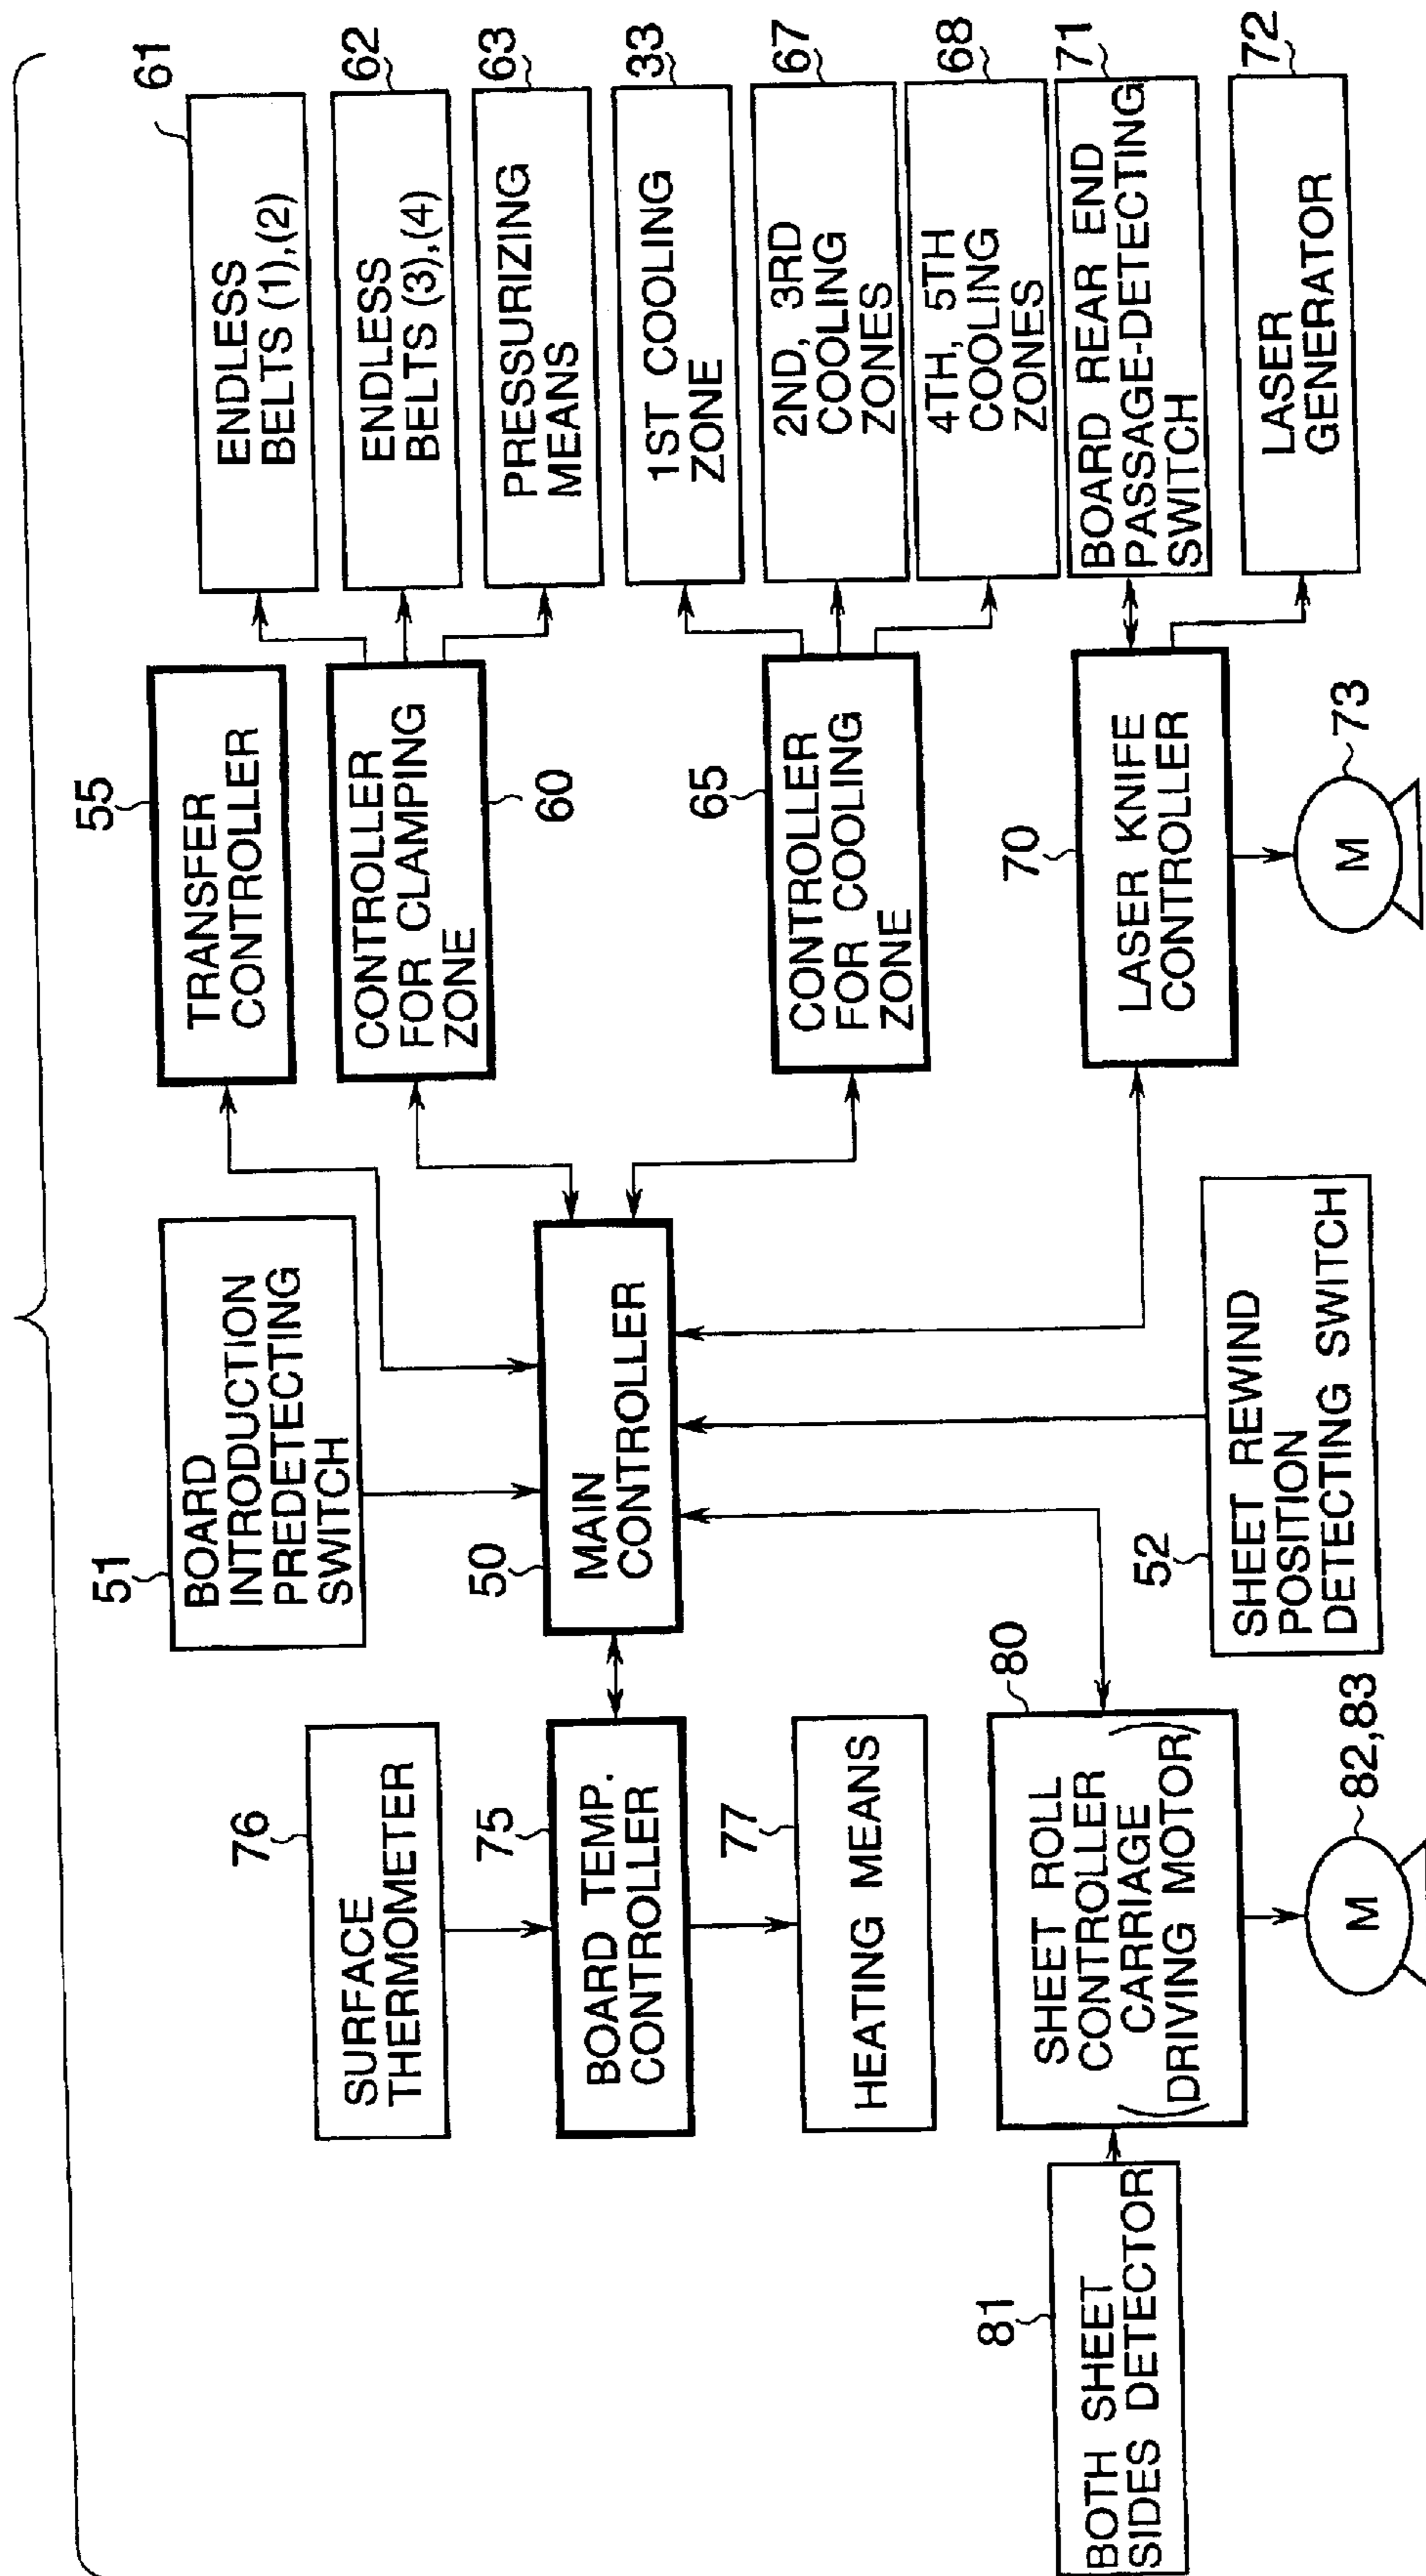 61
ENDLESS
BELTS (1),(2)
62
ENDLESS
BELTS (3),(4)
63
PRESSURIZING
MEANS
33
1ST COOLING
ZONE
67
2ND, 3RD
COOLING
ZONES
68
4TH, 5TH
COOLING
ZONES
71
BOARD REAR END
PASSAGE-DETECTING
SWITCH
72
LASER
GENERATOR
55
TRANSFER
CONTROLLER
CONTROLLER
FOR CLAMPING
ZONE
60
65
CONTROLLER
FOR COOLING
ZONE
70
LASER KNIFE
CONTROLLER
M
73
51
BOARD
INTRODUCTION
PREDETECTING
SWITCH
50
MAIN
CONTROLLER
52
SHEET REWIND
POSITION
DETECTING SWITCH
76
SURFACE
THERMOMETER
75
BOARD TEMP.
CONTROLLER
77
HEATING MEANS
80
SHEET ROLL
CONTROLLER
(CARRIAGE
DRIVING MOTOR)
M
82,83
81
BOTH SHEET
SIDES DETECTOR